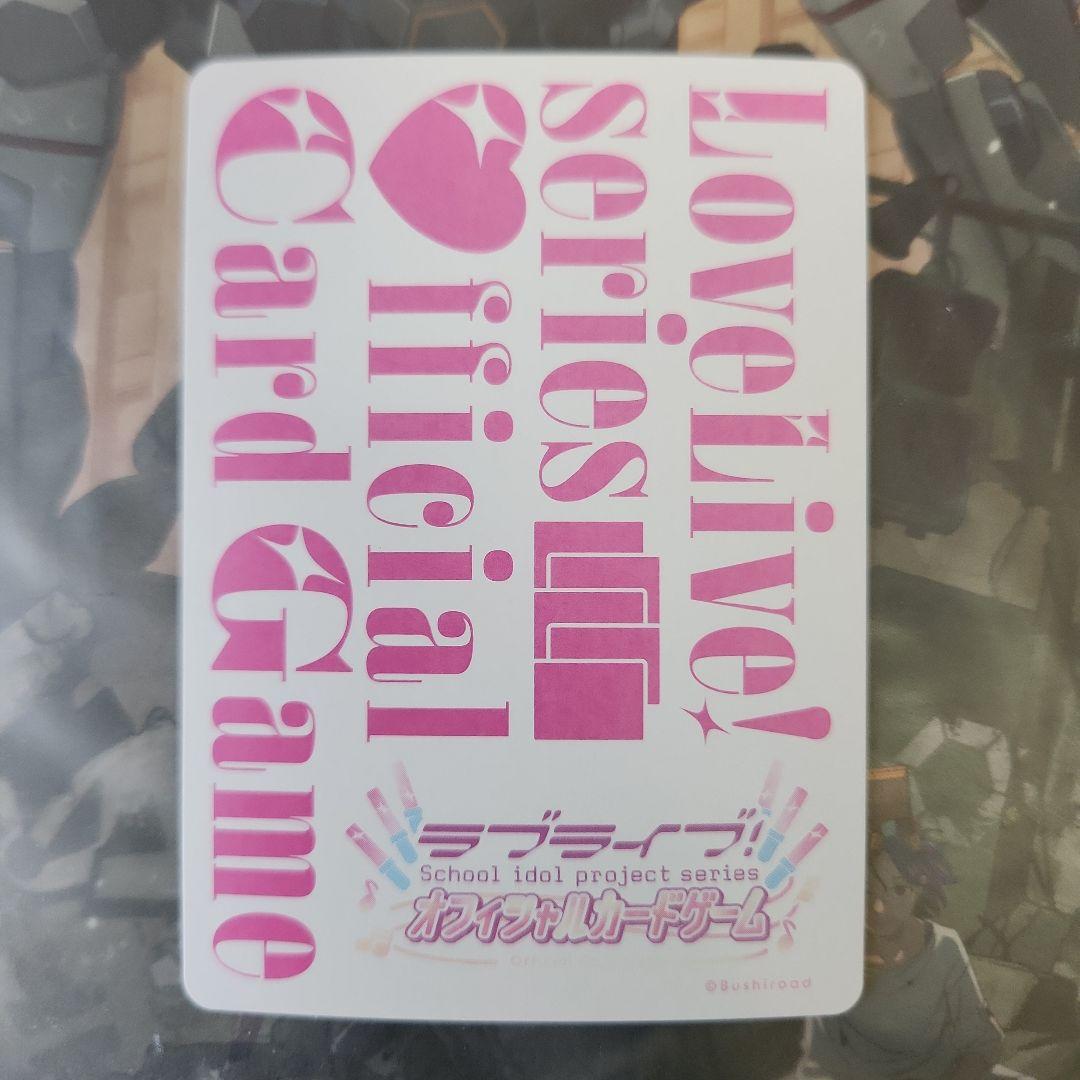 LoveLive!
series
♥fficial
Card Game
ラブライブ!
School idol project series
オフィシャルカードゲーム
©Bushiroad